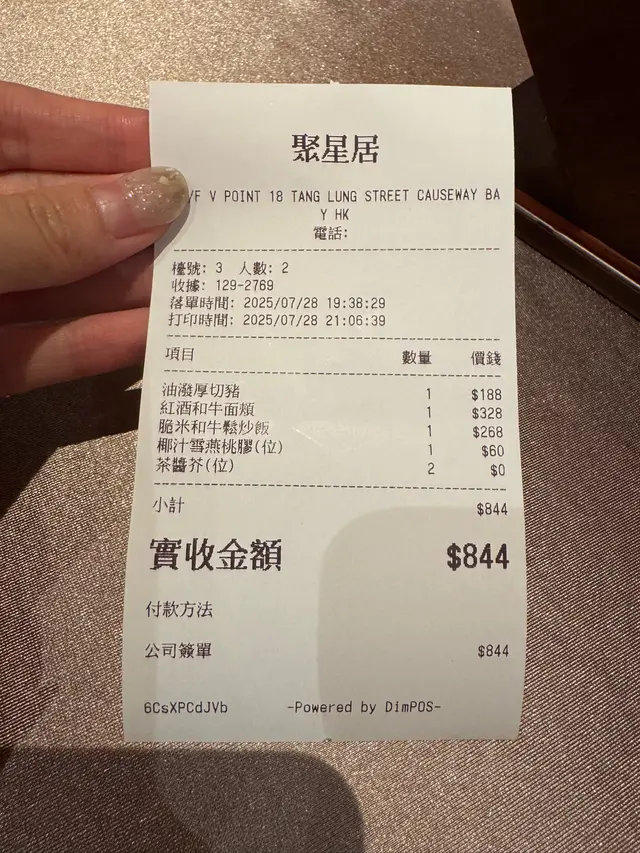 聚星居
/F V POINT 18 TANG LUNG STREET CAUSEWAY BA
Y HK
電話:
檯號: 3 人數: 2
收據: 129-2769
落單時間: 2025/07/28 19:38:29
打印時間: 2025/07/28 21:06:39
項目 數量 價錢
油潑厚切豬 1 $188
紅酒和牛面頰 1 $328
脆米和牛鬆炒飯 1 $268
椰汁雪燕桃膠(位) 1 $60
茶醬芥(位) 2 $0
小計 $844
實收金額 $844
付款方法
公司簽單 $844
6CsXPCdJVb -Powered by DimPOS-